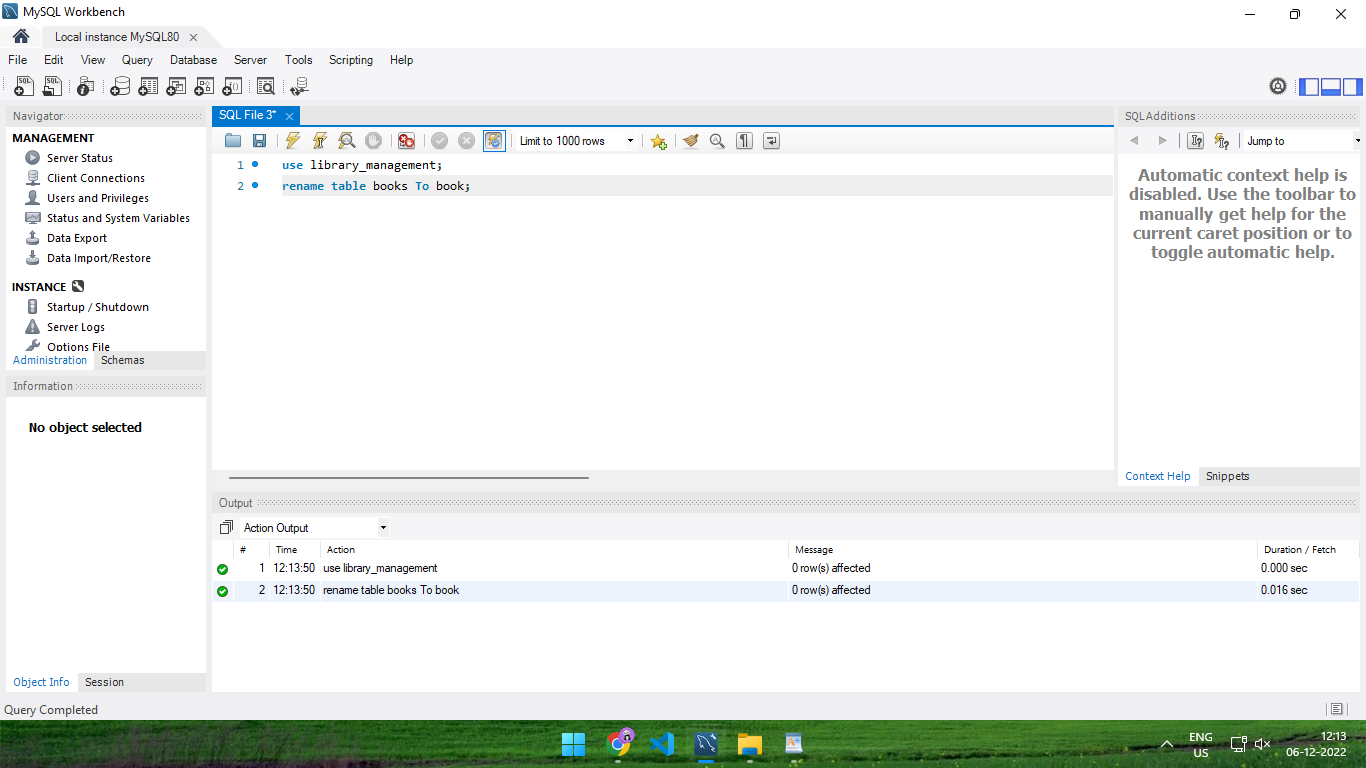 MySQL Workbench
Local instance MySQL80
File Edit View Query Database Server Tools Scripting Help
Navigator
MANAGEMENT
Server Status
Client Connections
Users and Privileges
Status and System Variables
Data Export
Data Import/Restore
INSTANCE
Startup / Shutdown
Server Logs
Options File
Administration Schemas
Information
No object selected
Object Info Session
SQL File 3*
Limit to 1000 rows
1 use library_management;
2 rename table books To book;
SQLAdditions
Jump to
Automatic context help is
disabled. Use the toolbar to
manually get help for the
current caret position or to
toggle automatic help.
Context Help Snippets
Output
Action Output
# Time Action Message Duration / Fetch
1 12:13:50 use library_management 0 row(s) affected 0.000 sec
2 12:13:50 rename table books To book 0 row(s) affected 0.016 sec
Query Completed
ENG
US
12:13
06-12-2022